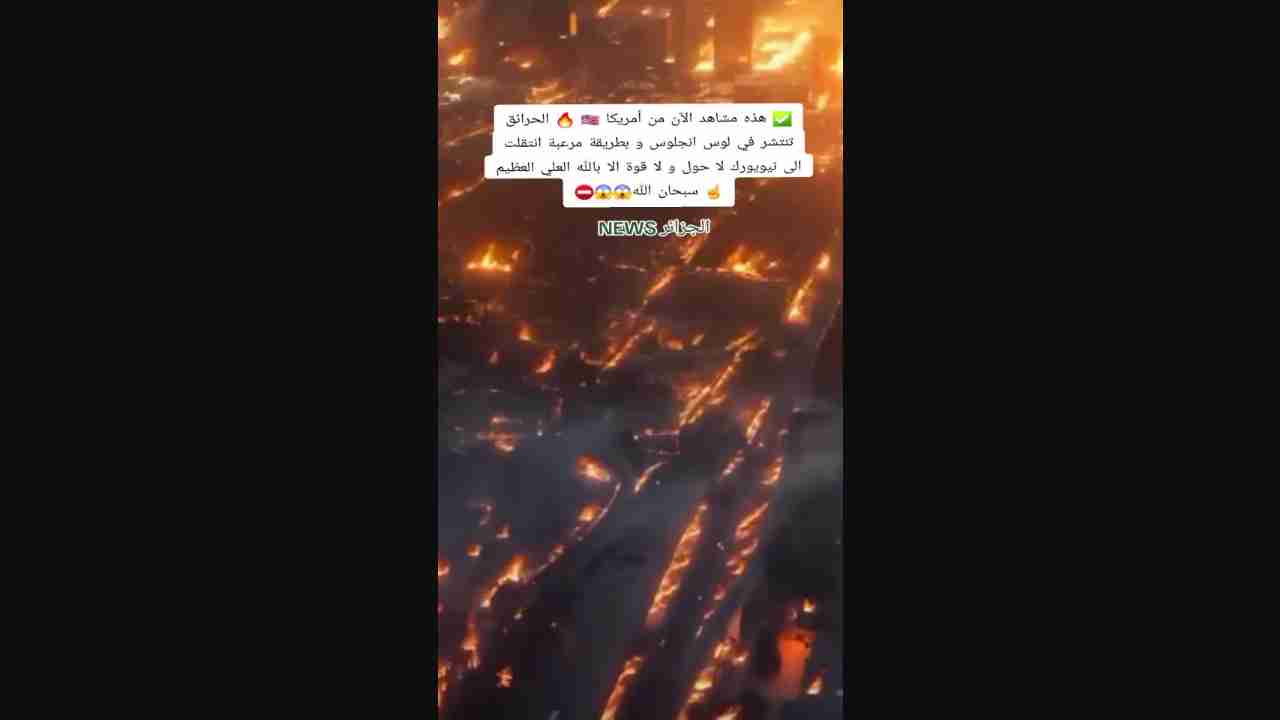 ✅ هذه مشاهد الآن من أمريكا 🇺🇸 🔥 الحرائق
تنتشر في لوس انجلوس و بطريقة مرعبة انتقلت
الى نيويورك لا حول و لا قوة الا بالله العلي العظيم
☝️ سبحان الله😱😱⛔
الجزائر NEWS